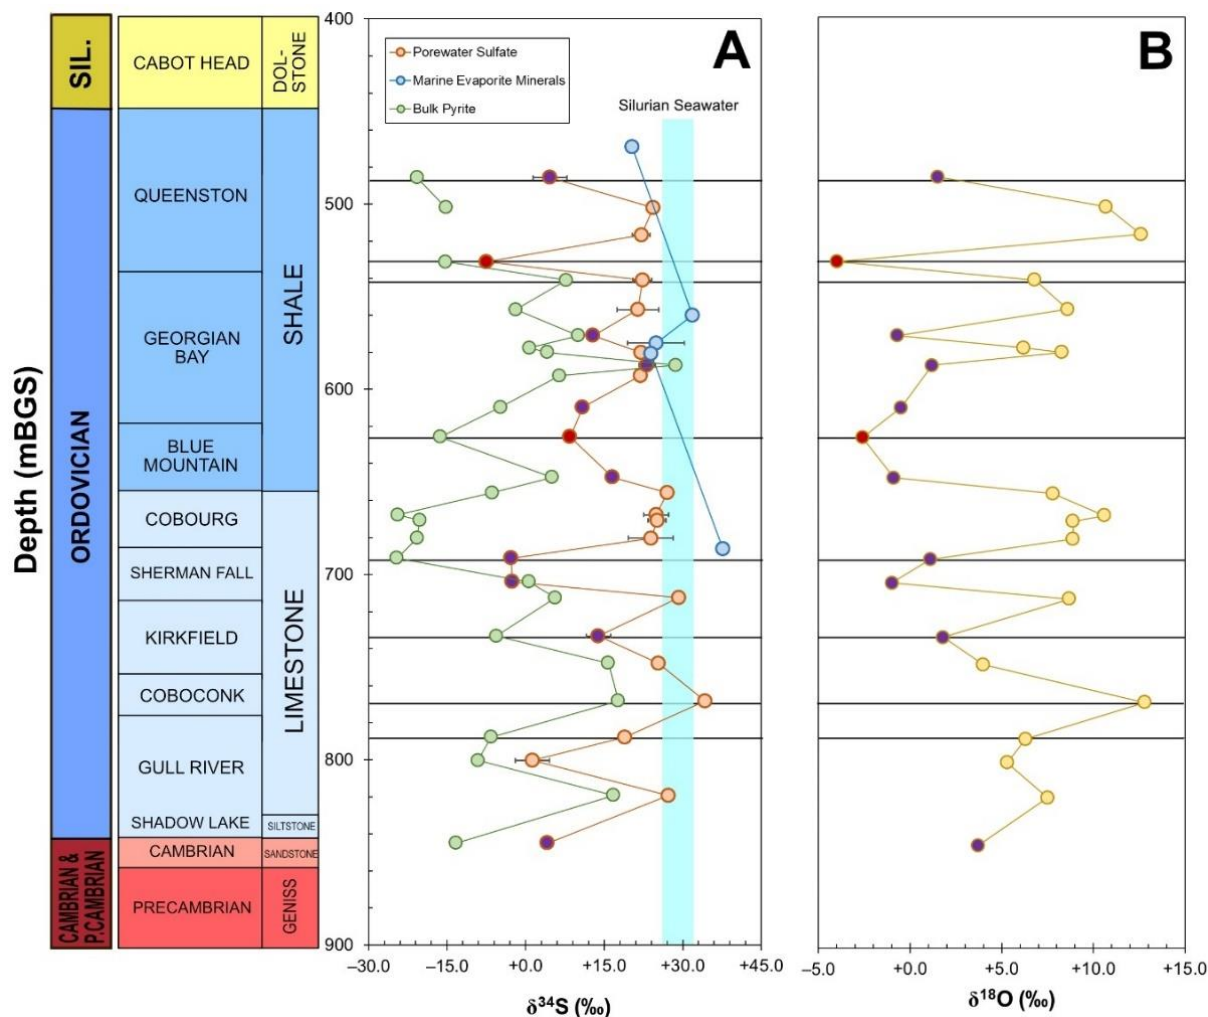 Depth (mBGS)
SIL.
ORDOVICIAN
CAMBRIAN &
P.CAMBRIAN
CABOT HEAD
QUEENSTON
GEORGIAN
BAY
BLUE
MOUNTAIN
COBOURG
SHERMAN FALL
KIRKFIELD
COBOCONK
GULL RIVER
SHADOW LAKE
CAMBRIAN
PRECAMBRIAN
DOL-
STONE
SHALE
LIMESTONE
SILTSTONE
SANDSTONE
GENISS
400
500
600
700
800
900
A
Porewater Sulfate
Marine Evaporite Minerals
Bulk Pyrite
Silurian Seawater
–30.0 –15.0 +0.0 +15.0 +30.0 +45.0
δ³⁴S (‰)
B
–5.0 +0.0 +5.0 +10.0 +15.0
δ¹⁸O (‰)